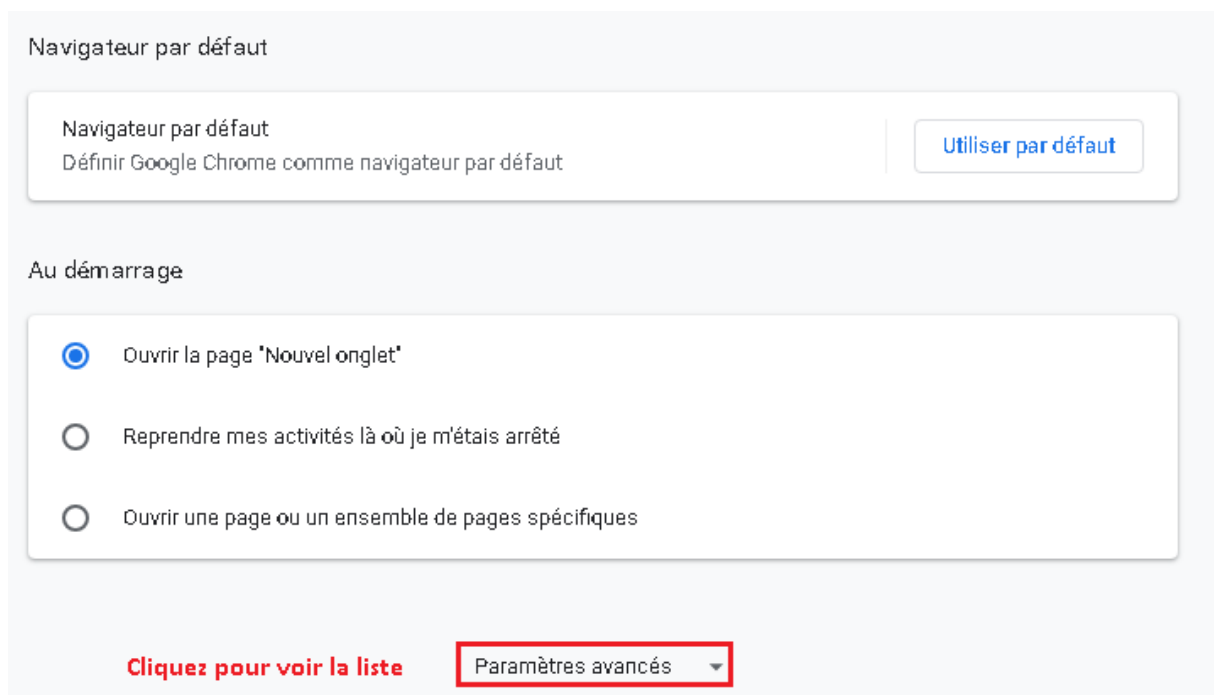 Navigateur par défaut
Navigateur par défaut
Définir Google Chrome comme navigateur par défaut
Utiliser par défaut
Au démarrage
Ouvrir la page "Nouvel onglet"
Reprendre mes activités là où je m'étais arrêté
Ouvrir une page ou un ensemble de pages spécifiques
Cliquez pour voir la liste
Paramètres avancés